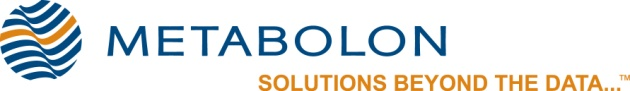 METABOLON
SOLUTIONS BEYOND THE DATA...™